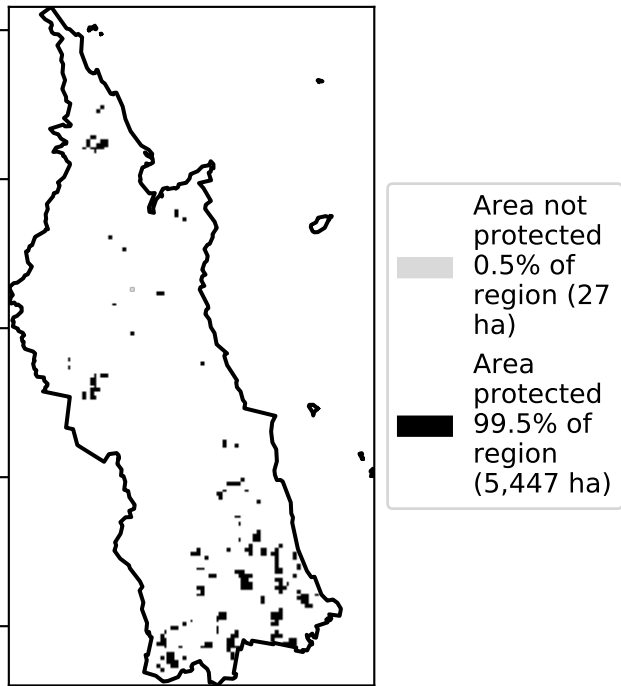 Area not
protected
0.5% of
region (27
ha)
Area
protected
99.5% of
region
(5,447 ha)